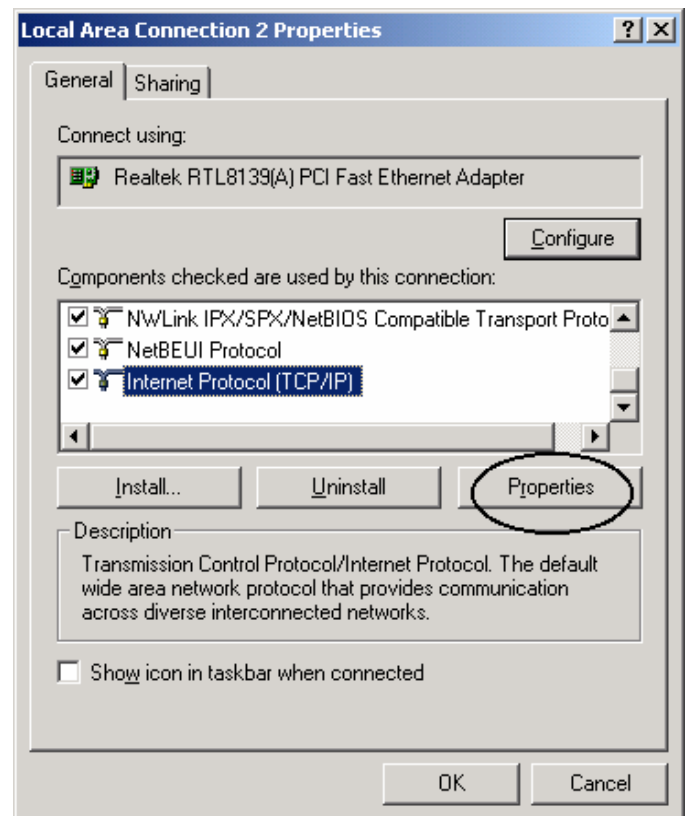 Local Area Connection 2 Properties
General Sharing
Connect using:
Realtek RTL8139(A) PCI Fast Ethernet Adapter
Configure
Components checked are used by this connection:
NWLink IPX/SPX/NetBIOS Compatible Transport Proto
NetBEUI Protocol
Internet Protocol (TCP/IP)
Install... Uninstall Properties
Description
Transmission Control Protocol/Internet Protocol. The default
wide area network protocol that provides communication
across diverse interconnected networks.
Show icon in taskbar when connected
OK Cancel